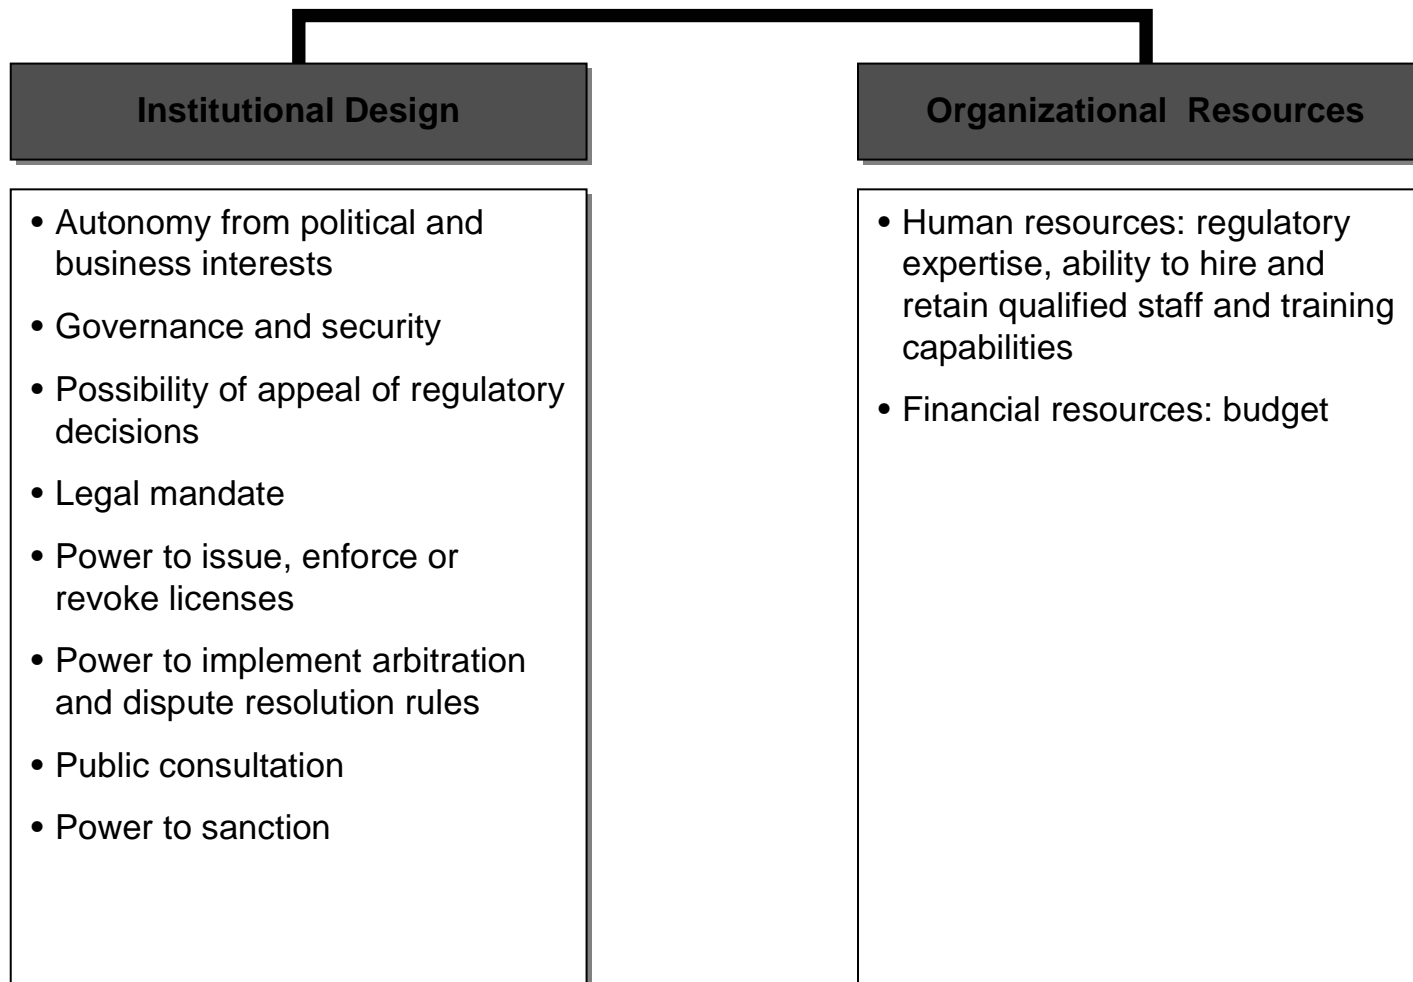 Institutional Design
• Autonomy from political and
business interests
• Governance and security
• Possibility of appeal of regulatory
decisions
• Legal mandate
• Power to issue, enforce or
revoke licenses
• Power to implement arbitration
and dispute resolution rules
• Public consultation
• Power to sanction
Organizational  Resources
• Human resources: regulatory
expertise, ability to hire and
retain qualified staff and training
capabilities
• Financial resources: budget